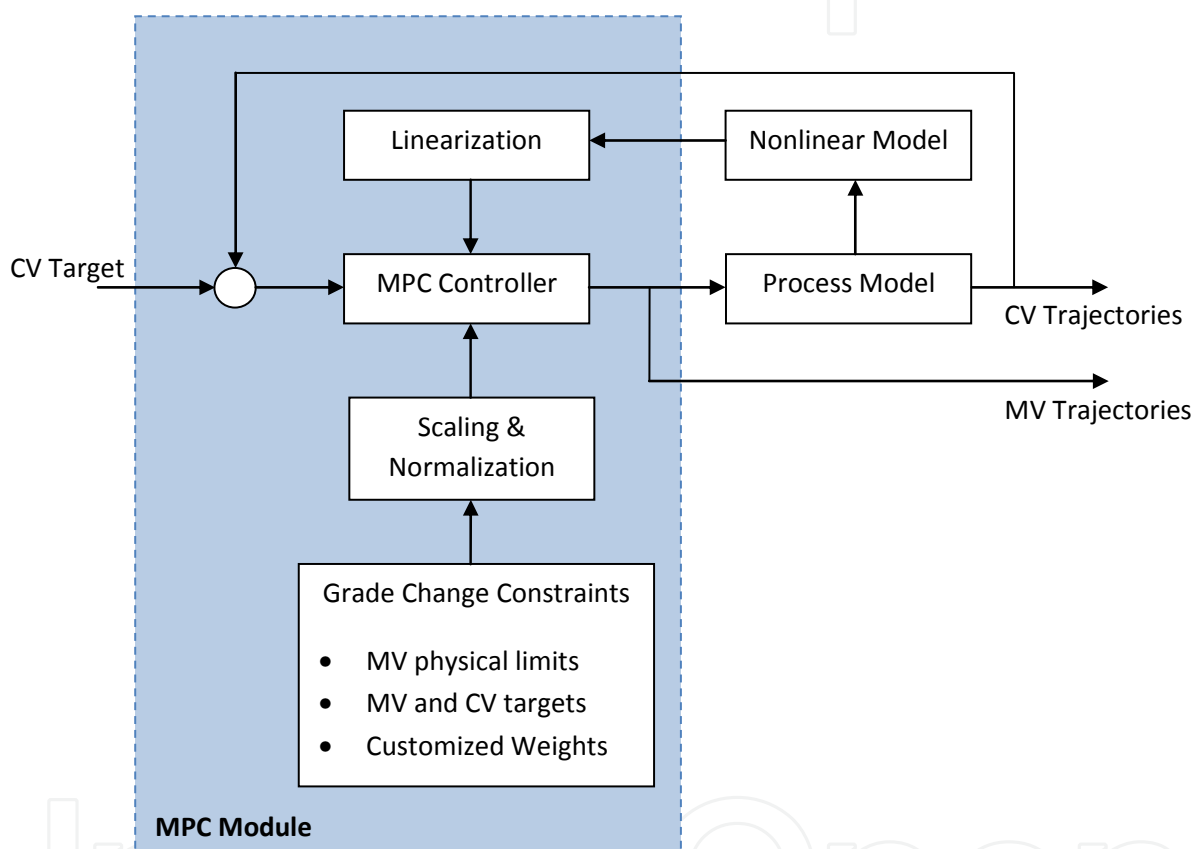 Linearization
Nonlinear Model
CV Target
MPC Controller
Process Model
CV Trajectories
MV Trajectories
Scaling &
Normalization
Grade Change Constraints
• MV physical limits
• MV and CV targets
• Customized Weights
MPC Module